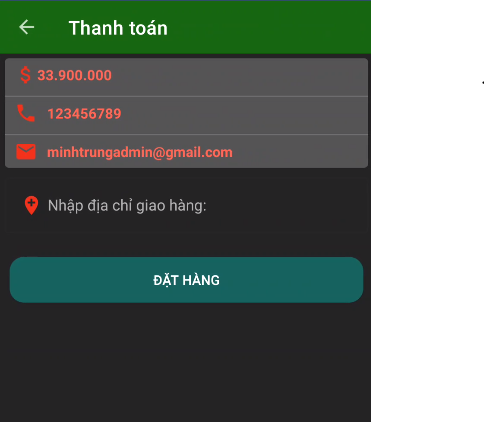 Thanh toán
$ 33.900.000
123456789
minhtrungadmin@gmail.com
Nhập địa chỉ giao hàng:
ĐẶT HÀNG